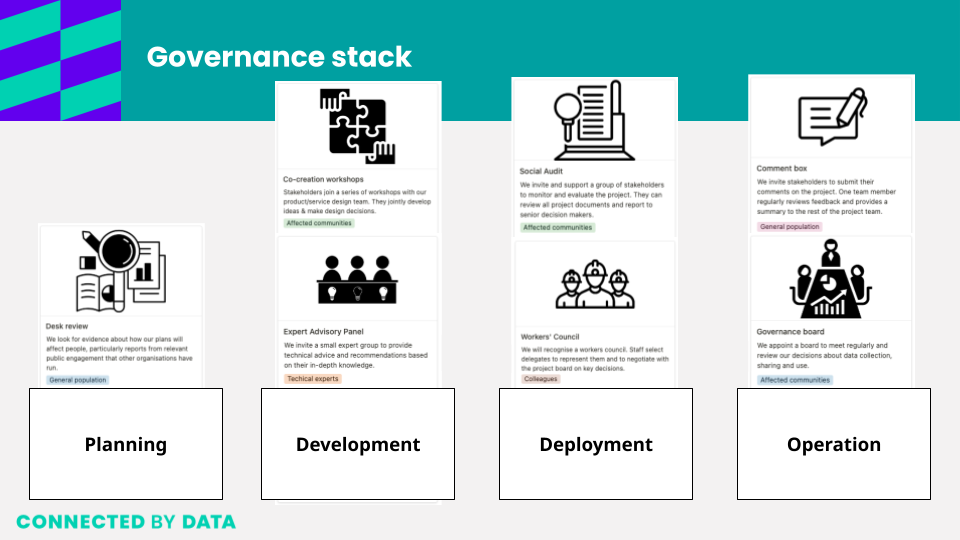 Governance stack
Desk review
We look for evidence about how our plans will
affect people, particularly reports from relevant
public engagement that other organisations have
run.
General population
Planning
Co-creation workshops
Stakeholders join a series of workshops with our
product/service design team. They jointly develop
ideas & make design decisions.
Affected communities
Expert Advisory Panel
We invite a small expert group to provide
technical advice and recommendations based
on their in-depth knowledge.
Techical experts
Development
Social Audit
We invite and support a group of stakeholders
to monitor and evaluate the project. They can
review all project documents and report to
senior decision makers.
Affected communities
Workers' Council
We will recognise a workers council. Staff select
delegates to represent them and to negotiate with
the project board on key decisions.
Colleagues
Deployment
Comment box
We invite stakeholders to submit their
comments on the project. One team member
regularly reviews feedback and provides a
summary to the rest of the project team.
General population
Governance board
We appoint a board to meet regularly and
review our decisions about data collection,
sharing and use.
Affected communities
Operation
CONNECTED BY DATA